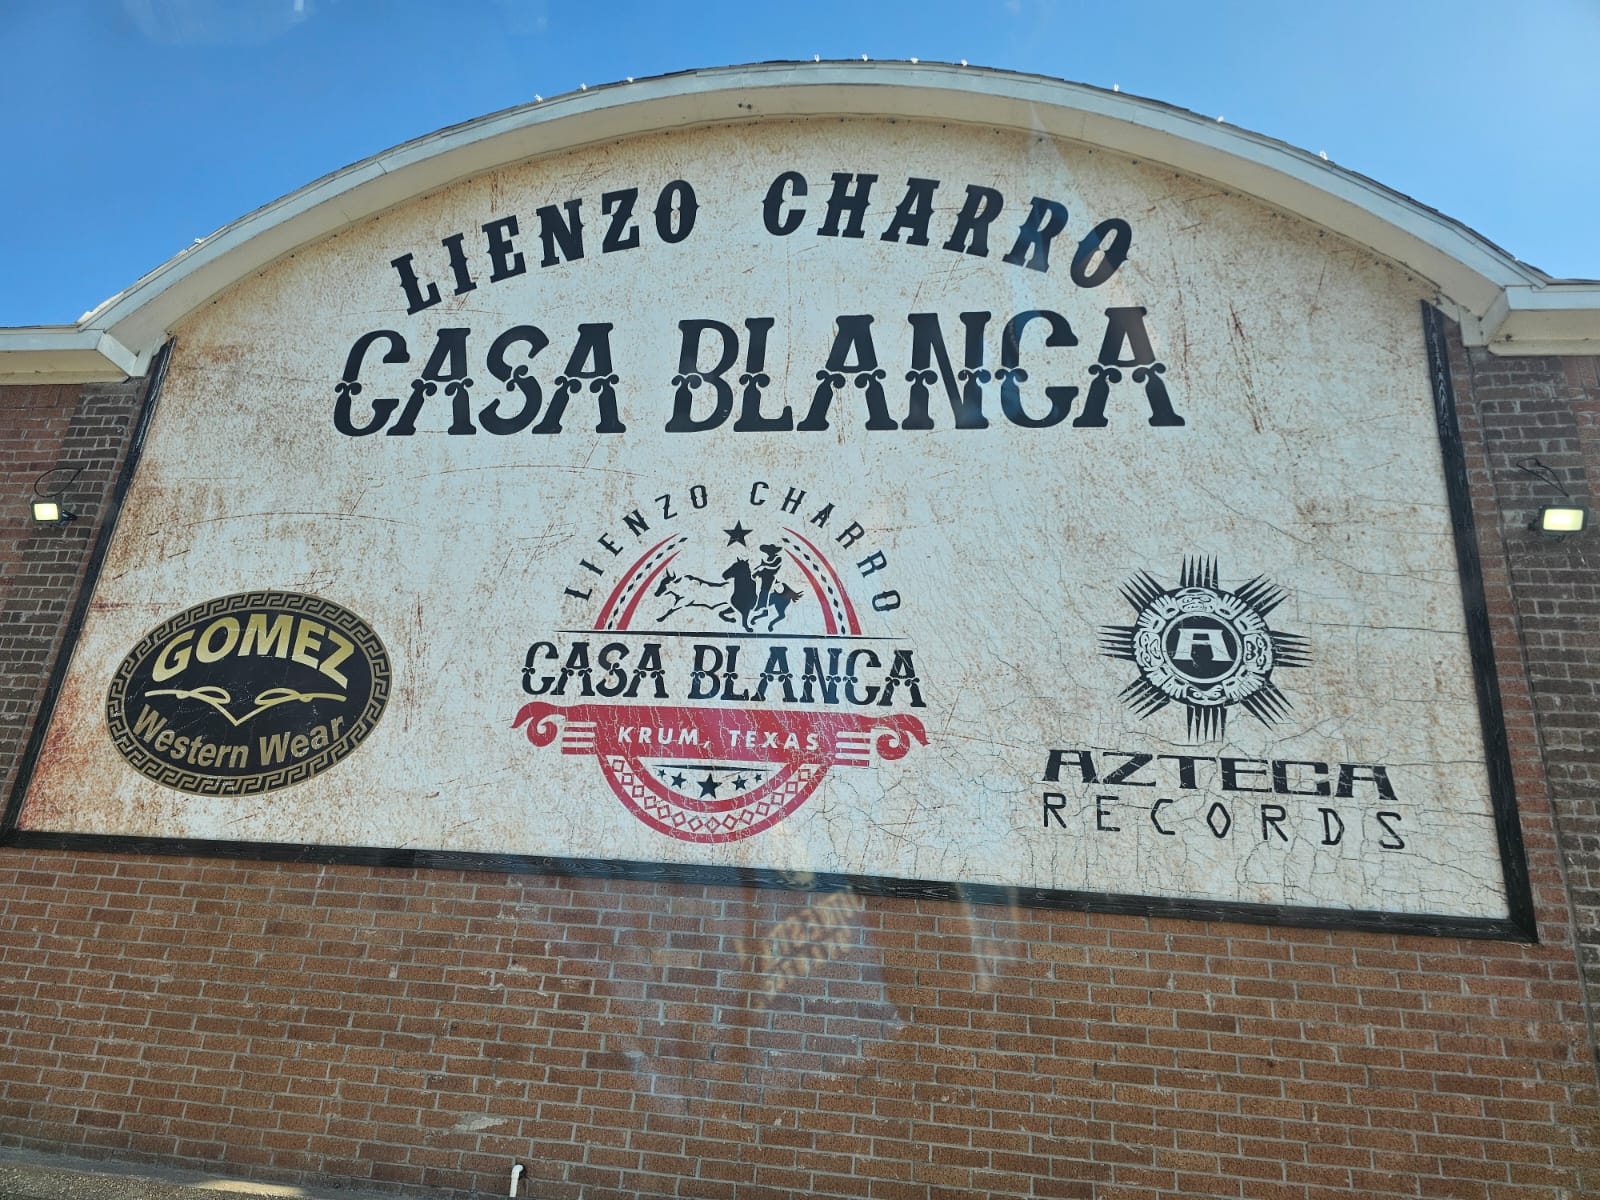 LIENZO CHARRO
CASA BLANCA
GOMEZ
Western Wear
LIENZO CHARRO
CASA BLANCA
KRUM, TEXAS
A
AZTECA
RECORDS